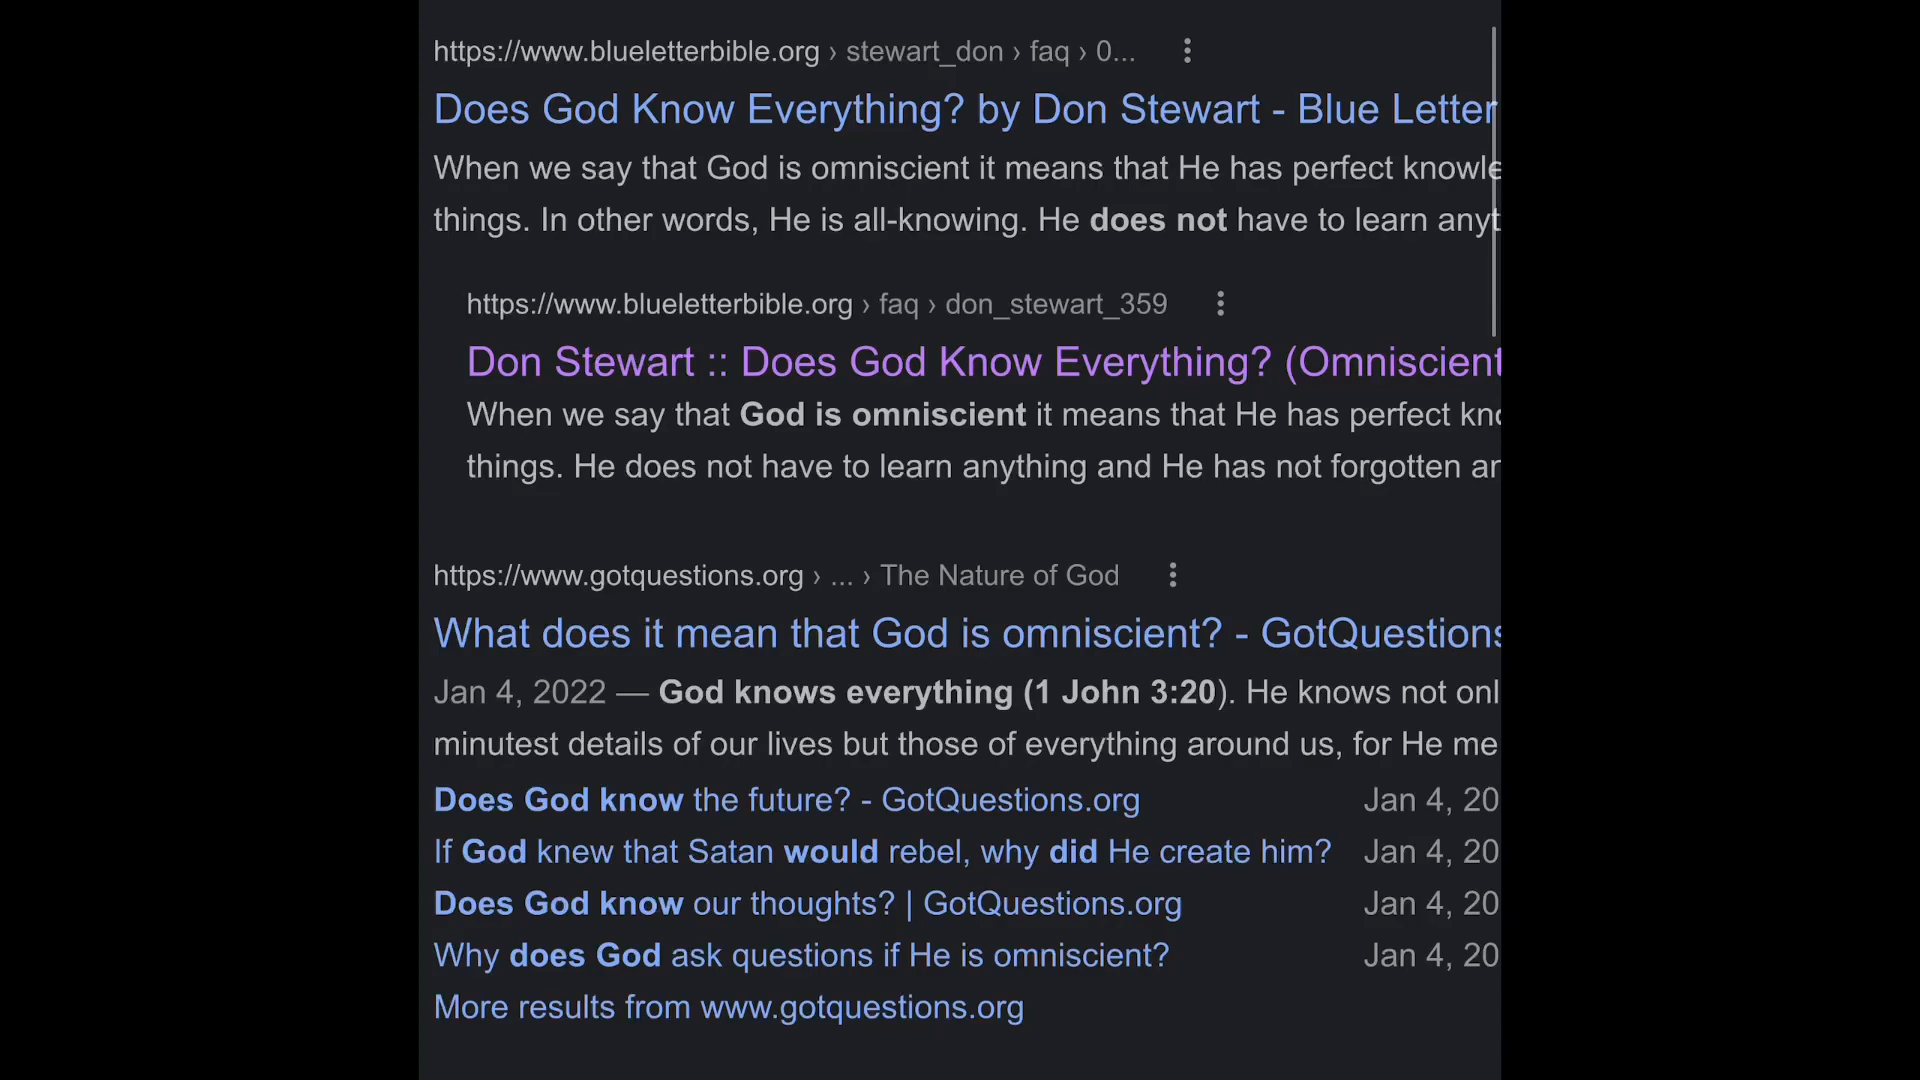 https://www.blueletterbible.org › stewart_don › faq › 0...
Does God Know Everything? by Don Stewart - Blue Letter
When we say that God is omniscient it means that He has perfect knowle
things. In other words, He is all-knowing. He does not have to learn anyt
https://www.blueletterbible.org › faq › don_stewart_359
Don Stewart :: Does God Know Everything? (Omniscient
When we say that God is omniscient it means that He has perfect kno
things. He does not have to learn anything and He has not forgotten an
https://www.gotquestions.org › ... › The Nature of God
What does it mean that God is omniscient? - GotQuestions
Jan 4, 2022 — God knows everything (1 John 3:20). He knows not onl
minutest details of our lives but those of everything around us, for He me
Does God know the future? - GotQuestions.org Jan 4, 20
If God knew that Satan would rebel, why did He create him? Jan 4, 20
Does God know our thoughts? | GotQuestions.org Jan 4, 20
Why does God ask questions if He is omniscient? Jan 4, 20
More results from www.gotquestions.org